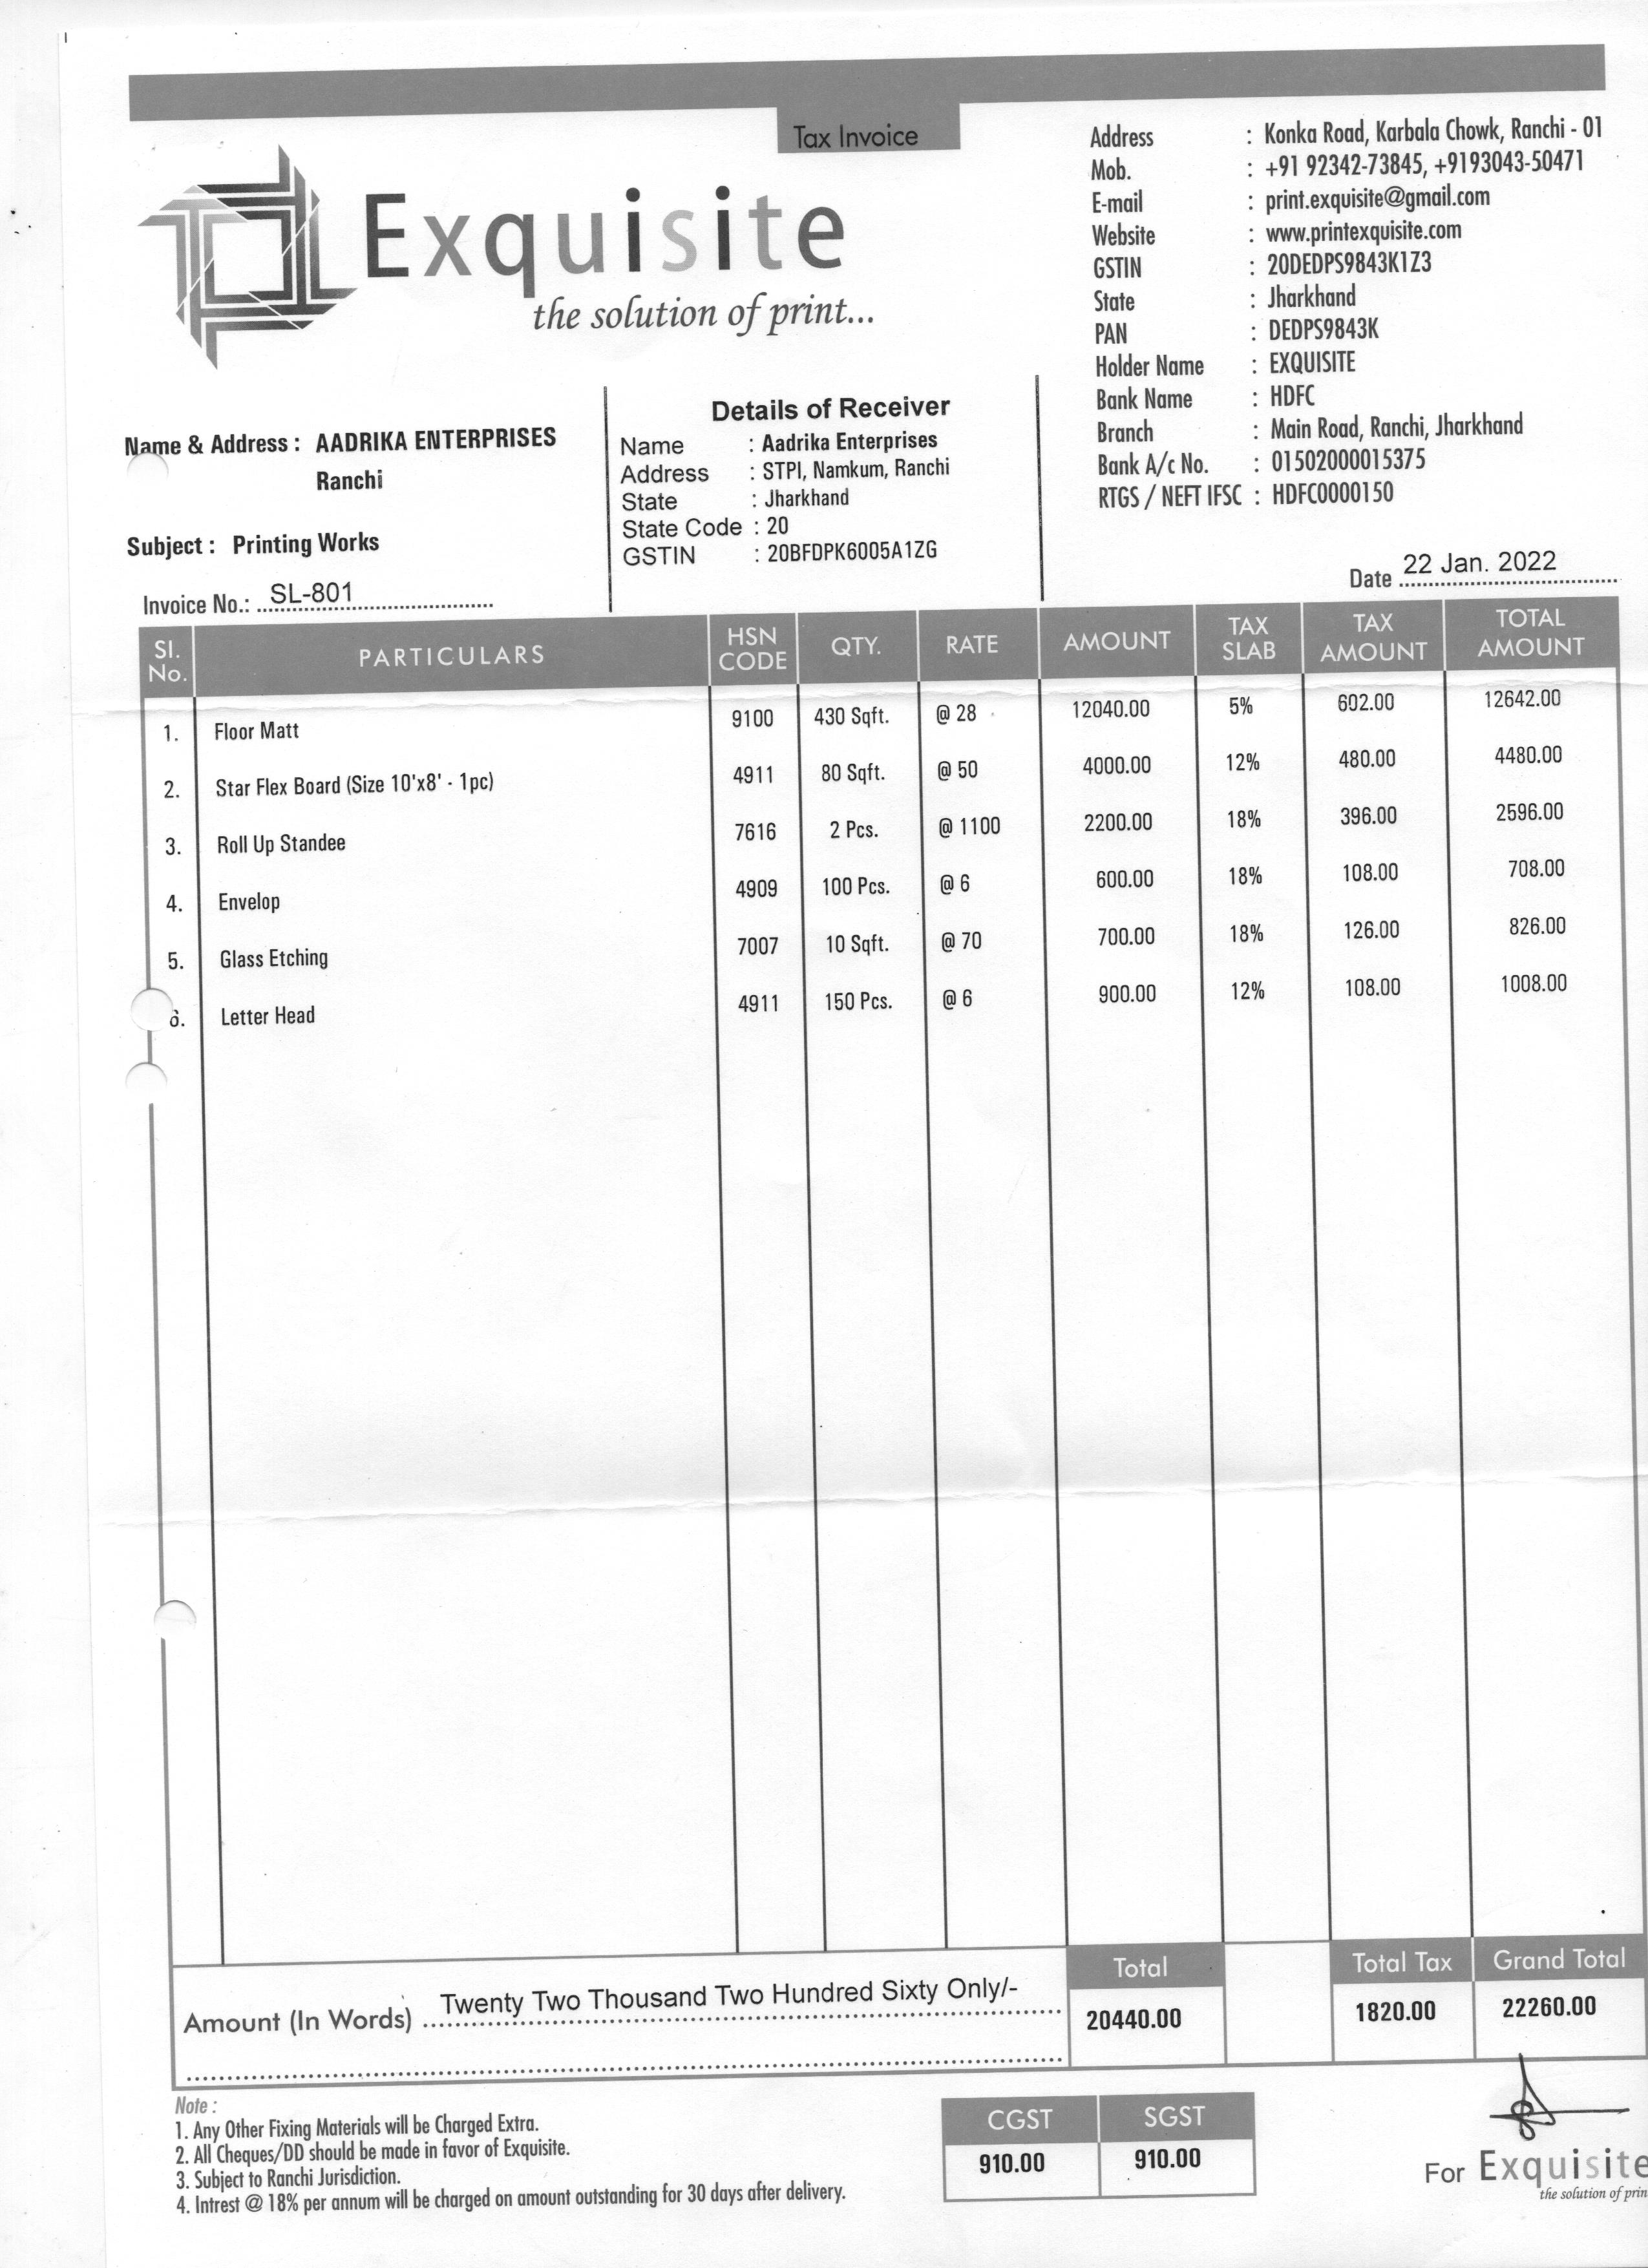 Tax Invoice
Exquisite
the solution of print...
Address : Konka Road, Karbala Chowk, Ranchi - 01
Mob. : +91 92342-73845, +9193043-50471
E-mail : print.exquisite@gmail.com
Website : www.printexquisite.com
GSTIN : 20DEDPS9843K1Z3
State : Jharkhand
PAN : DEDPS9843K
Holder Name : EXQUISITE
Bank Name : HDFC
Branch : Main Road, Ranchi, Jharkhand
Bank A/c No. : 01502000015375
RTGS / NEFT IFSC : HDFC0000150
Name & Address : AADRIKA ENTERPRISES
Ranchi
Subject : Printing Works
Invoice No.: SL-801
Details of Receiver
Name : Aadrika Enterprises
Address : STPI, Namkum, Ranchi
State : Jharkhand
State Code : 20
GSTIN : 20BFDPK6005A1ZG
Date 22 Jan. 2022
Sl. No. PARTICULARS HSN CODE QTY. RATE AMOUNT TAX SLAB TAX AMOUNT TOTAL AMOUNT
1. Floor Matt 9100 430 Sqft. @ 28 12040.00 5% 602.00 12642.00
2. Star Flex Board (Size 10'x8' - 1pc) 4911 80 Sqft. @ 50 4000.00 12% 480.00 4480.00
3. Roll Up Standee 7616 2 Pcs. @ 1100 2200.00 18% 396.00 2596.00
4. Envelop 4909 100 Pcs. @ 6 600.00 18% 108.00 708.00
5. Glass Etching 7007 10 Sqft. @ 70 700.00 18% 126.00 826.00
6. Letter Head 4911 150 Pcs. @ 6 900.00 12% 108.00 1008.00
Total Total Tax Grand Total
Amount (In Words) Twenty Two Thousand Two Hundred Sixty Only/- 20440.00 1820.00 22260.00
Note :
1. Any Other Fixing Materials will be Charged Extra.
2. All Cheques/DD should be made in favor of Exquisite.
3. Subject to Ranchi Jurisdiction.
4. Intrest @ 18% per annum will be charged on amount outstanding for 30 days after delivery.
CGST SGST
910.00 910.00
For Exquisite
the solution of prin